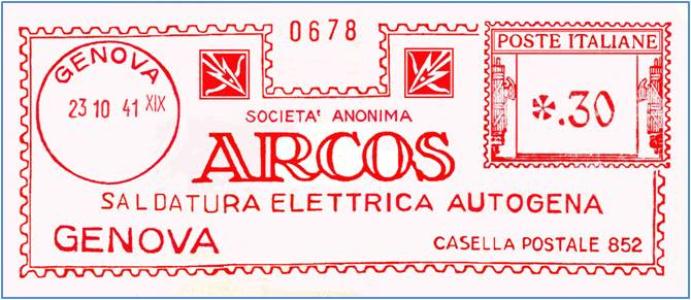 0678
GENOVA
23 10 41 XIX
POSTE ITALIANE
*.30
SOCIETA' ANONIMA
ARCOS
SALDATURA ELETTRICA AUTOGENA
GENOVA
CASELLA POSTALE 852